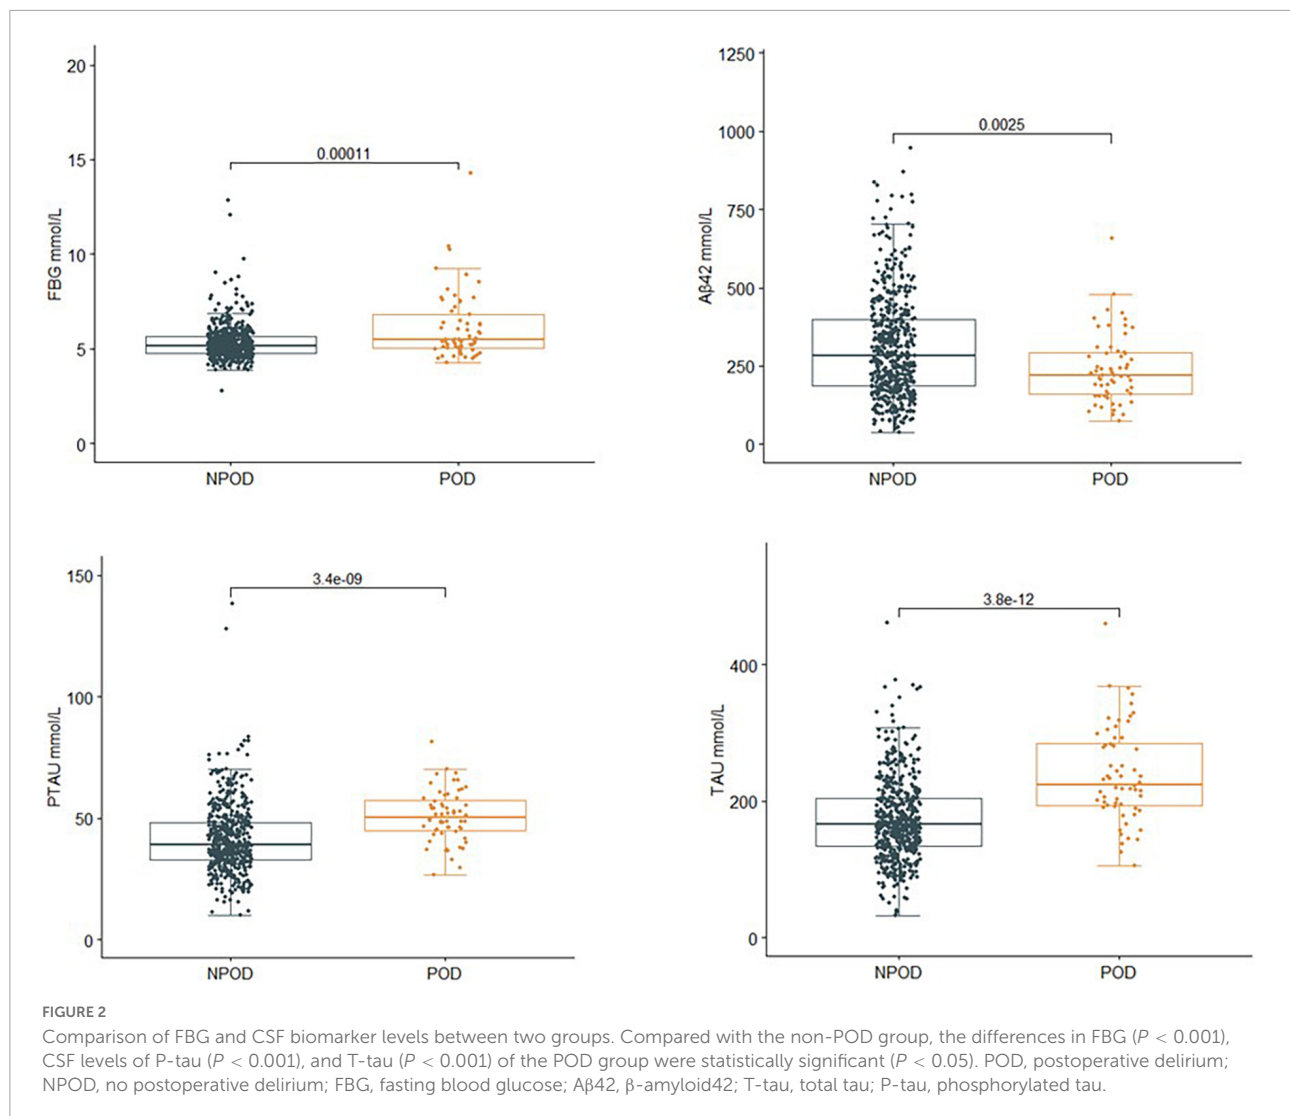 20
15
10
5
0
FBG mmol/L
0.00011
NPOD
POD
1250
1000
750
500
250
0
Aβ42 mmol/L
0.0025
NPOD
POD
150
100
50
0
PTAU mmol/L
3.4e-09
NPOD
POD
400
200
0
TAU mmol/L
3.8e-12
NPOD
POD
FIGURE 2
Comparison of FBG and CSF biomarker levels between two groups. Compared with the non-POD group, the differences in FBG (P < 0.001),
CSF levels of P-tau (P < 0.001), and T-tau (P < 0.001) of the POD group were statistically significant (P < 0.05). POD, postoperative delirium;
NPOD, no postoperative delirium; FBG, fasting blood glucose; Aβ42, β-amyloid42; T-tau, total tau; P-tau, phosphorylated tau.